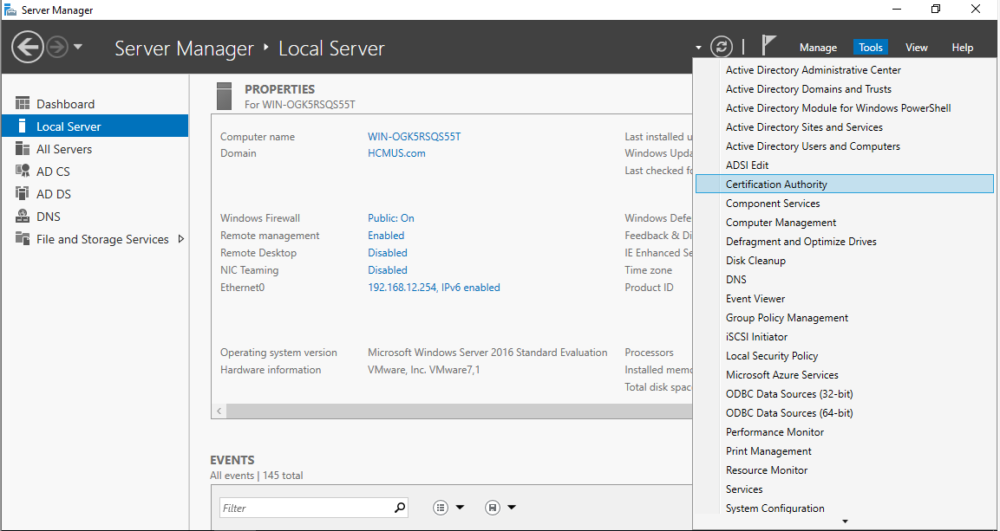 Server Manager
Server Manager ‣ Local Server
Manage Tools View Help
Dashboard
Local Server
All Servers
AD CS
AD DS
DNS
File and Storage Services
PROPERTIES
For WIN-OGK5RSQS55T
Computer name WIN-OGK5RSQS55T
Domain HCMUS.com
Last installed u
Windows Upda
Last checked fo
Windows Firewall Public: On
Remote management Enabled
Remote Desktop Disabled
NIC Teaming Disabled
Ethernet0 192.168.12.254, IPv6 enabled
Windows Defe
Feedback & Di
IE Enhanced Se
Time zone
Product ID
Operating system version Microsoft Windows Server 2016 Standard Evaluation
Hardware information VMware, Inc. VMware7,1
Processors
Installed memo
Total disk spac
EVENTS
All events | 145 total
Filter
Active Directory Administrative Center
Active Directory Domains and Trusts
Active Directory Module for Windows PowerShell
Active Directory Sites and Services
Active Directory Users and Computers
ADSI Edit
Certification Authority
Component Services
Computer Management
Defragment and Optimize Drives
Disk Cleanup
DNS
Event Viewer
Group Policy Management
iSCSI Initiator
Local Security Policy
Microsoft Azure Services
ODBC Data Sources (32-bit)
ODBC Data Sources (64-bit)
Performance Monitor
Print Management
Resource Monitor
Services
System Configuration